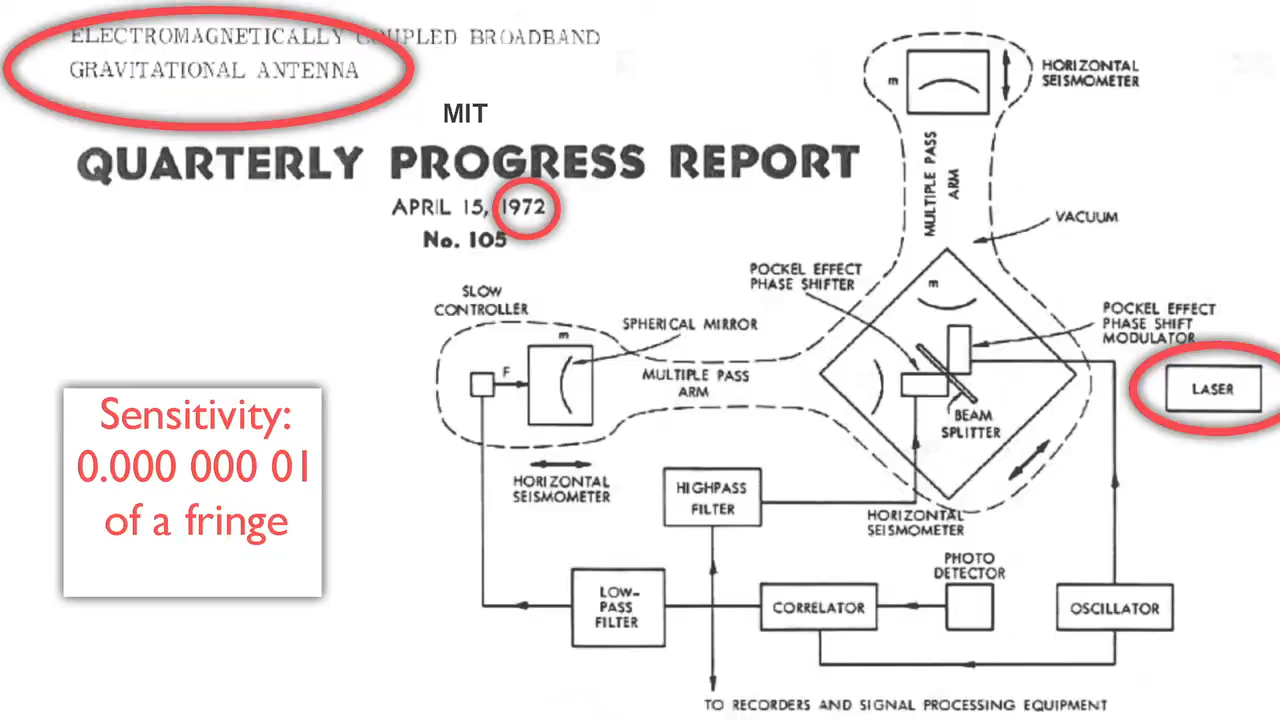 ELECTROMAGNETICALLY COUPLED BROADBAND
GRAVITATIONAL ANTENNA
MIT
QUARTERLY PROGRESS REPORT
APRIL 15, 1972
No. 105
m
HORIZONTAL
SEISMOMETER
MULTIPLE PASS
ARM
VACUUM
POCKEL EFFECT
PHASE SHIFTER
m
POCKEL EFFECT
PHASE SHIFT
MODULATOR
SLOW
CONTROLLER
SPHERICAL MIRROR
m
F
MULTIPLE PASS
ARM
LASER
BEAM
SPLITTER
Sensitivity:
0.000 000 01
of a fringe
HORIZONTAL
SEISMOMETER
HIGHPASS
FILTER
HORIZONTAL
SEISMOMETER
PHOTO
DETECTOR
LOW-
PASS
FILTER
CORRELATOR
OSCILLATOR
TO RECORDERS AND SIGNAL PROCESSING EQUIPMENT